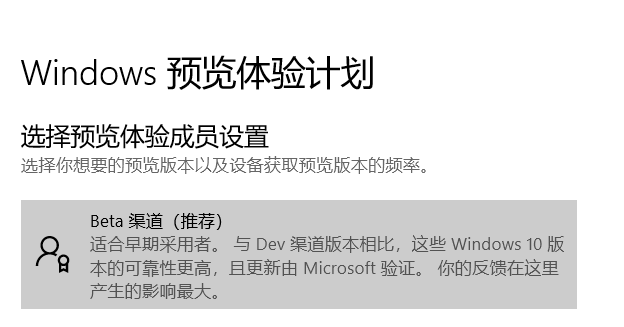 Windows 预览体验计划
选择预览体验成员设置
选择你想要的预览版本以及设备获取预览版本的频率。
Beta 渠道（推荐）
适合早期采用者。 与 Dev 渠道版本相比，这些 Windows 10 版
本的可靠性更高，且更新由 Microsoft 验证。 你的反馈在这里
产生的影响最大。